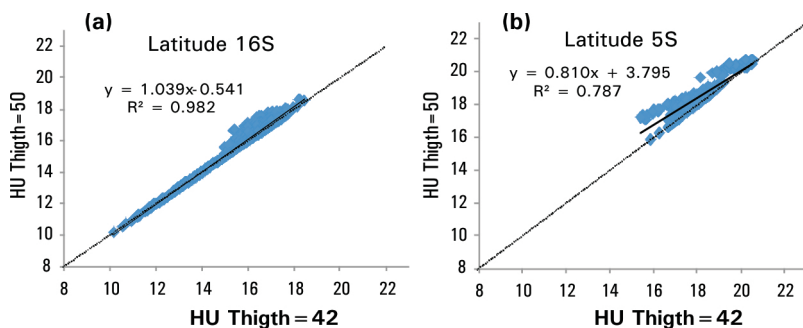 (a)
Latitude 16S
y = 1.039x-0.541
R² = 0.982
HU Thigth=50
22
20
18
16
14
12
10
8
8 10 12 14 16 18 20 22
HU Thigth=42
(b)
Latitude 5S
y = 0.810x + 3.795
R² = 0.787
HU Thigth=50
22
20
18
16
14
12
10
8
8 10 12 14 16 18 20 22
HU Thigth=42